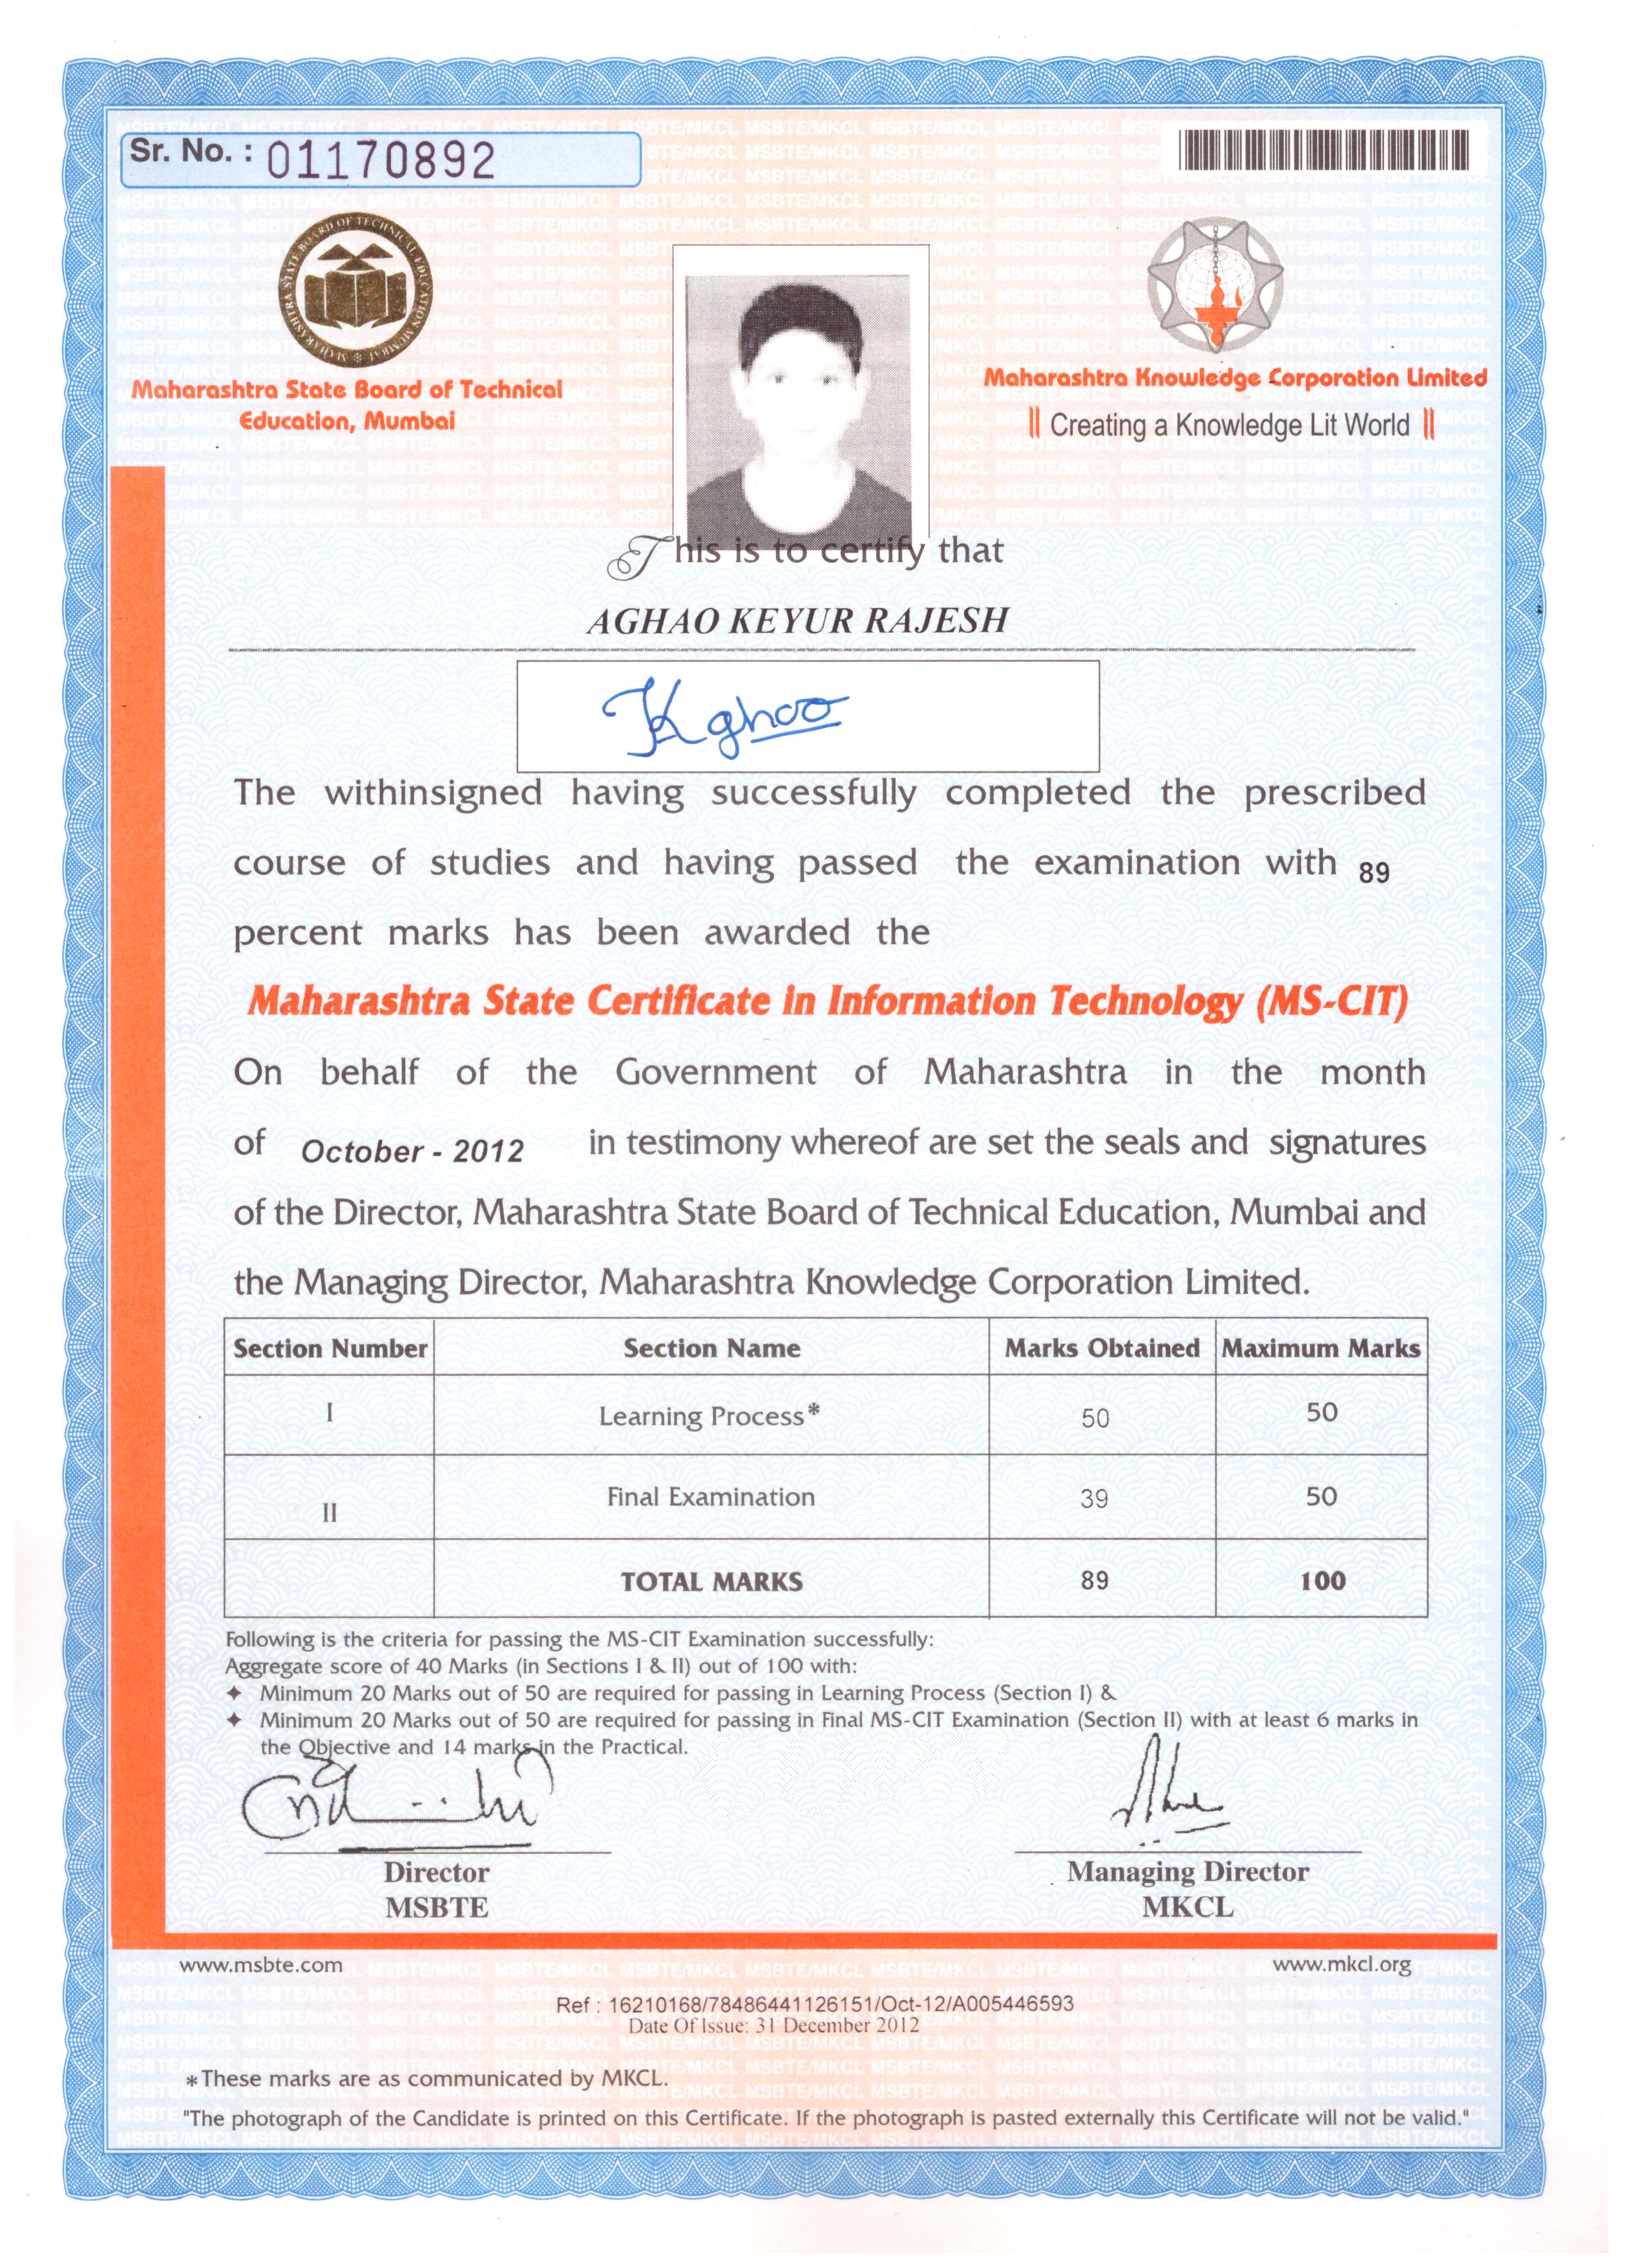 Sr. No. : 01170892
MAHARASHTRA STATE BOARD OF TECHNICAL EDUCATION MUMBAI
Maharashtra State Board of Technical
Education, Mumbai
Maharashtra Knowledge Corporation Limited
|| Creating a Knowledge Lit World ||
This is to certify that
AGHAO KEYUR RAJESH
Kghao
The withinsigned having successfully completed the prescribed
course of studies and having passed the examination with 89
percent marks has been awarded the
Maharashtra State Certificate in Information Technology (MS-CIT)
On behalf of the Government of Maharashtra in the month
of October - 2012 in testimony whereof are set the seals and signatures
of the Director, Maharashtra State Board of Technical Education, Mumbai and
the Managing Director, Maharashtra Knowledge Corporation Limited.
Section Number Section Name Marks Obtained Maximum Marks
I Learning Process* 50 50
II Final Examination 39 50
TOTAL MARKS 89 100
Following is the criteria for passing the MS-CIT Examination successfully:
Aggregate score of 40 Marks (in Sections I & II) out of 100 with:
✦ Minimum 20 Marks out of 50 are required for passing in Learning Process (Section I) &
✦ Minimum 20 Marks out of 50 are required for passing in Final MS-CIT Examination (Section II) with at least 6 marks in
the Objective and 14 marks in the Practical.
Director
MSBTE
Managing Director
MKCL
www.msbte.com
www.mkcl.org
Ref : 16210168/78486441126151/Oct-12/A005446593
Date Of Issue: 31 December 2012
*These marks are as communicated by MKCL.
"The photograph of the Candidate is printed on this Certificate. If the photograph is pasted externally this Certificate will not be valid."